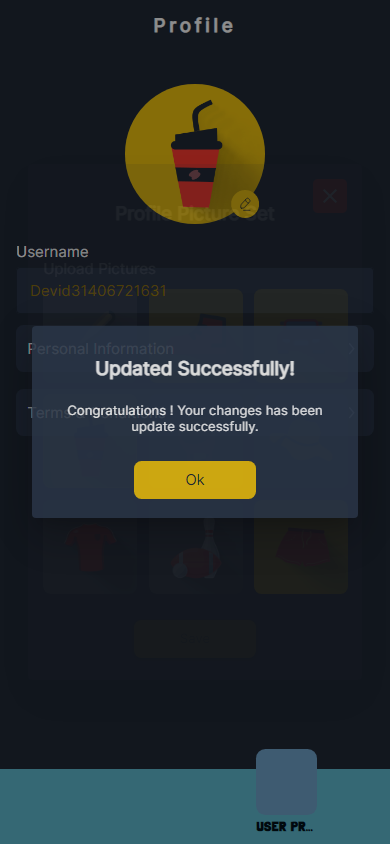 Profile
Profile Picture Set
Username
Upload Pictures
Devid31406721631
Personal Information
Updated Successfully!
Terms
Congratulations ! Your changes has been
update successfully.
Ok
USER PR...